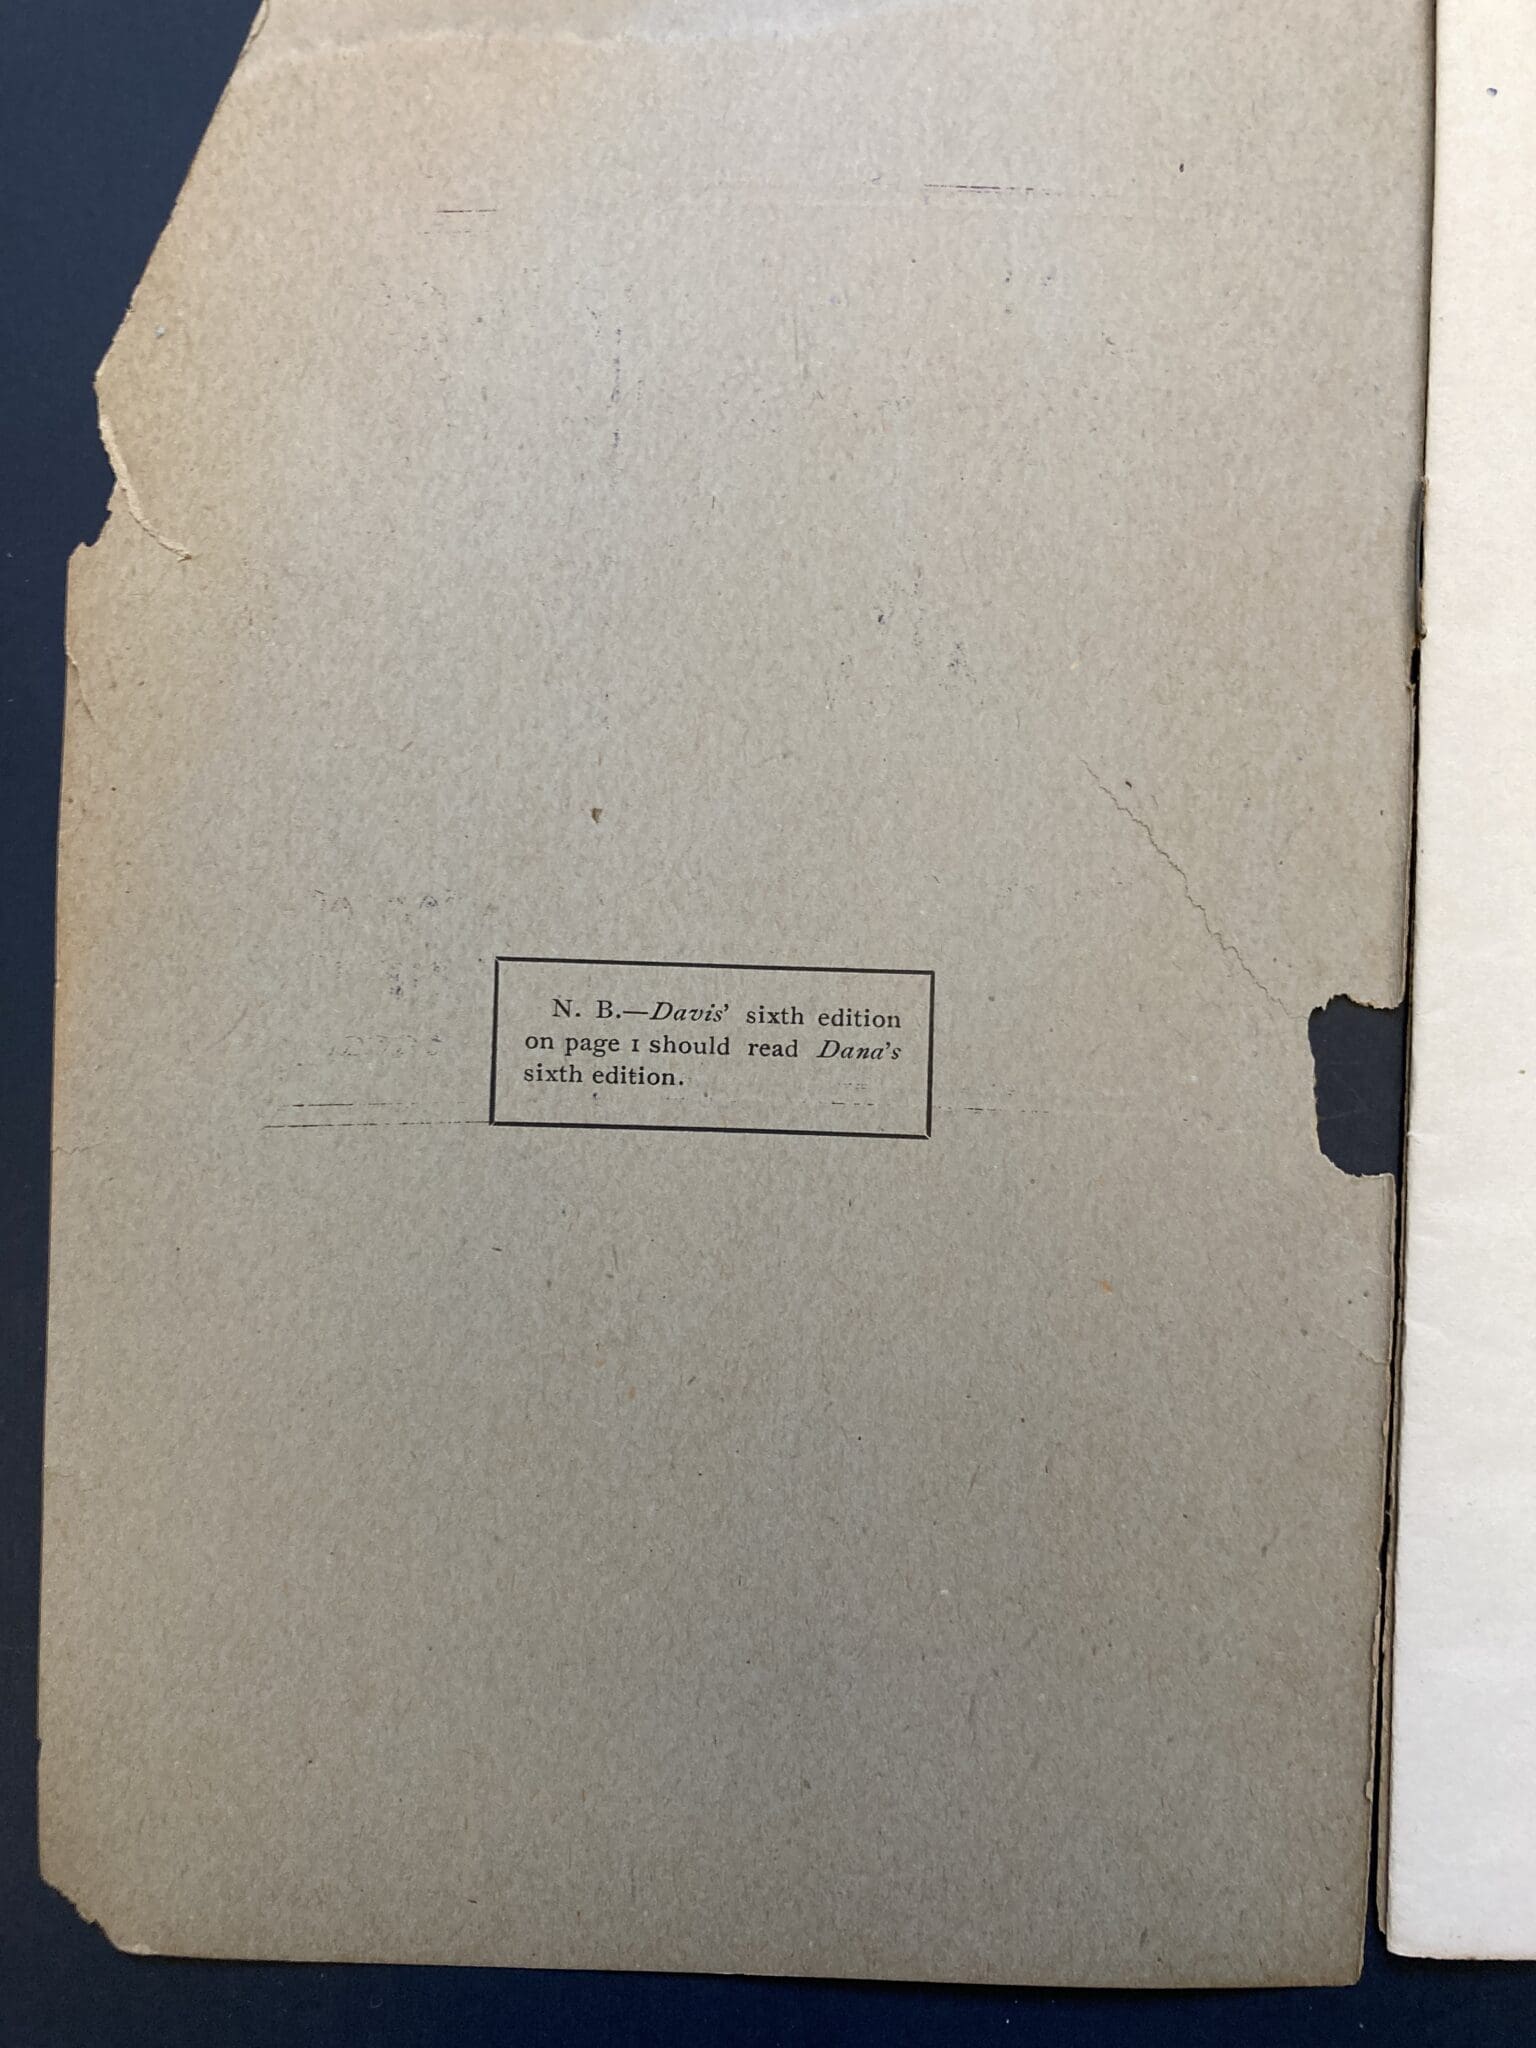 N. B.—Davis' sixth edition
on page 1 should read Dana's
sixth edition.